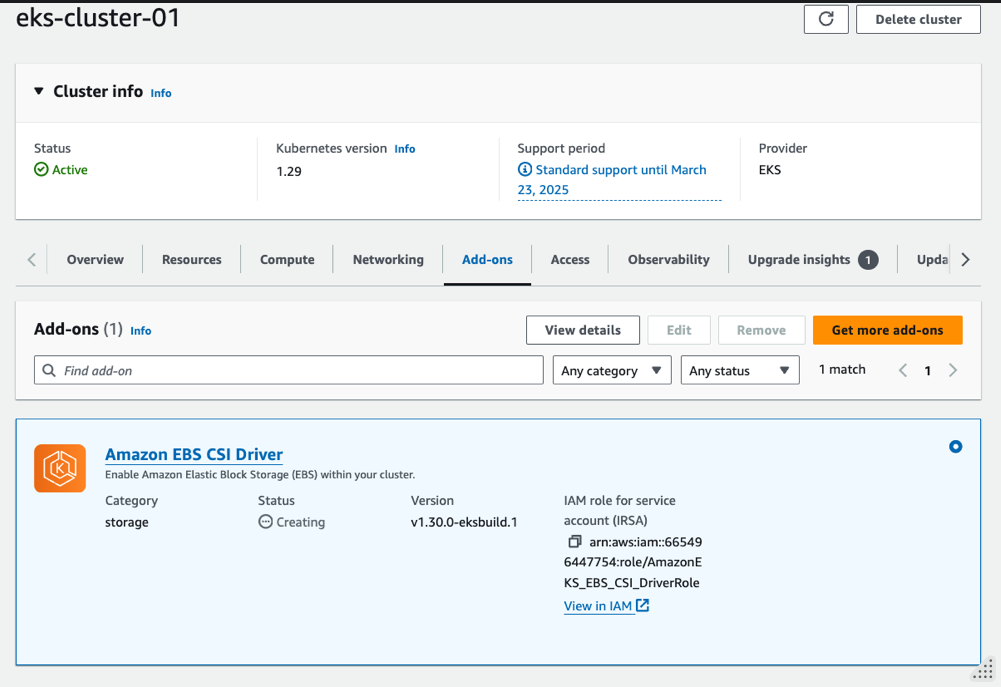 eks-cluster-01
Delete cluster
Cluster info Info
Status
Active
Kubernetes version Info
1.29
Support period
Standard support until March
23, 2025
Provider
EKS
Overview
Resources
Compute
Networking
Add-ons
Access
Observability
Upgrade insights 1
Upda
Add-ons (1) Info
View details
Edit
Remove
Get more add-ons
Find add-on
Any category
Any status
1 match
1
Amazon EBS CSI Driver
Enable Amazon Elastic Block Storage (EBS) within your cluster.
Category
storage
Status
Creating
Version
v1.30.0-eksbuild.1
IAM role for service
account (IRSA)
arn:aws:iam::66549
6447754:role/AmazonE
KS_EBS_CSI_DriverRole
View in IAM